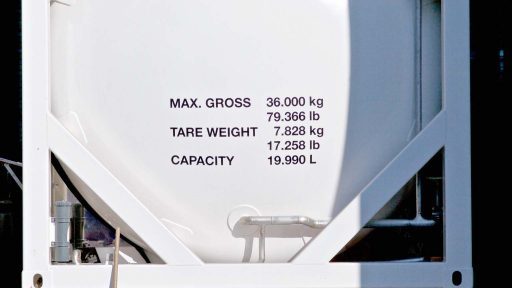 MAX. GROSS 36.000 kg
79.366 lb
TARE WEIGHT 7.828 kg
17.258 lb
CAPACITY 19.990 L